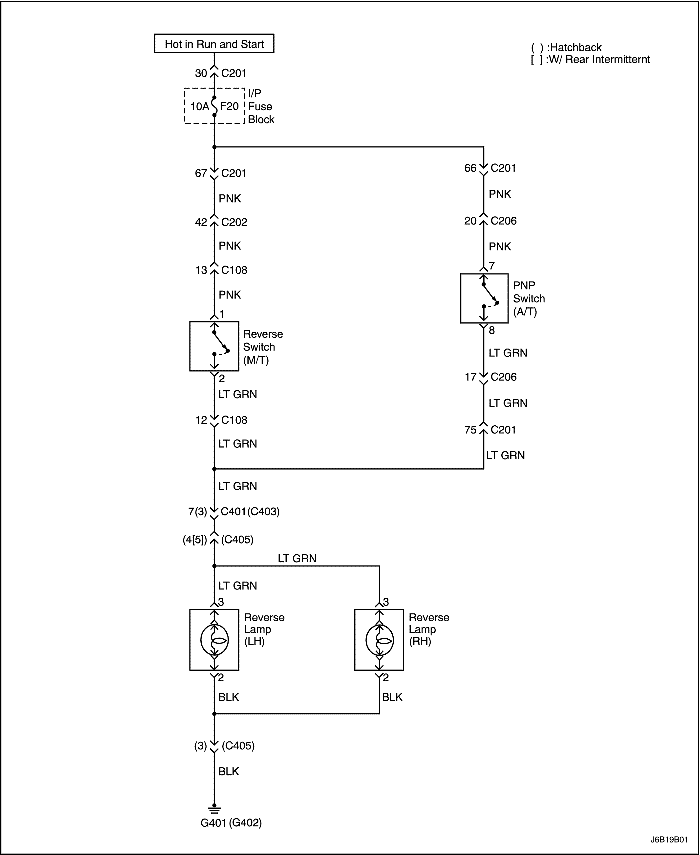 Hot in Run and Start
( ) :Hatchback
[ ] :W/ Rear Intermitternt
30 C201
10A F20
I/P
Fuse
Block
67 C201
66 C201
PNK
PNK
42 C202
20 C206
PNK
PNK
13 C108
7
PNK
PNP
Switch
(A/T)
1
8
Reverse
Switch
(M/T)
2
LT GRN
LT GRN
17 C206
LT GRN
12 C108
75 C201
LT GRN
LT GRN
LT GRN
7(3) C401(C403)
(4[5]) (C405)
LT GRN
LT GRN
3
3
Reverse
Lamp
(LH)
Reverse
Lamp
(RH)
2
2
BLK
BLK
(3) (C405)
BLK
G401 (G402)
J6B19B01